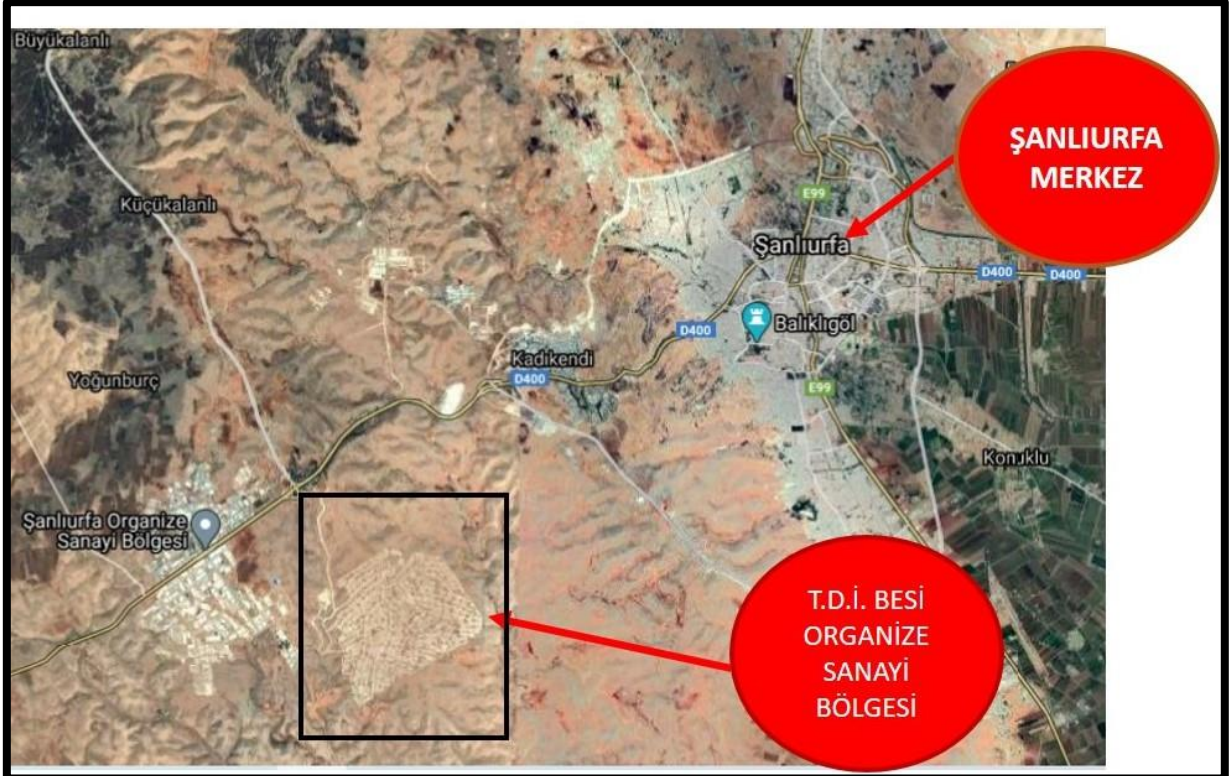 Büyükalanlı
ŞANLIURFA
MERKEZ
Küçükalanlı
E99
Şanlıurfa
D400
D400
Balıklıgöl
D400
Kadıkendi
D400
Yoğunburç
E99
Konuklu
Şanlıurfa Organize
Sanayi Bölgesi
T.D.İ. BESİ
ORGANİZE
SANAYİ
BÖLGESİ